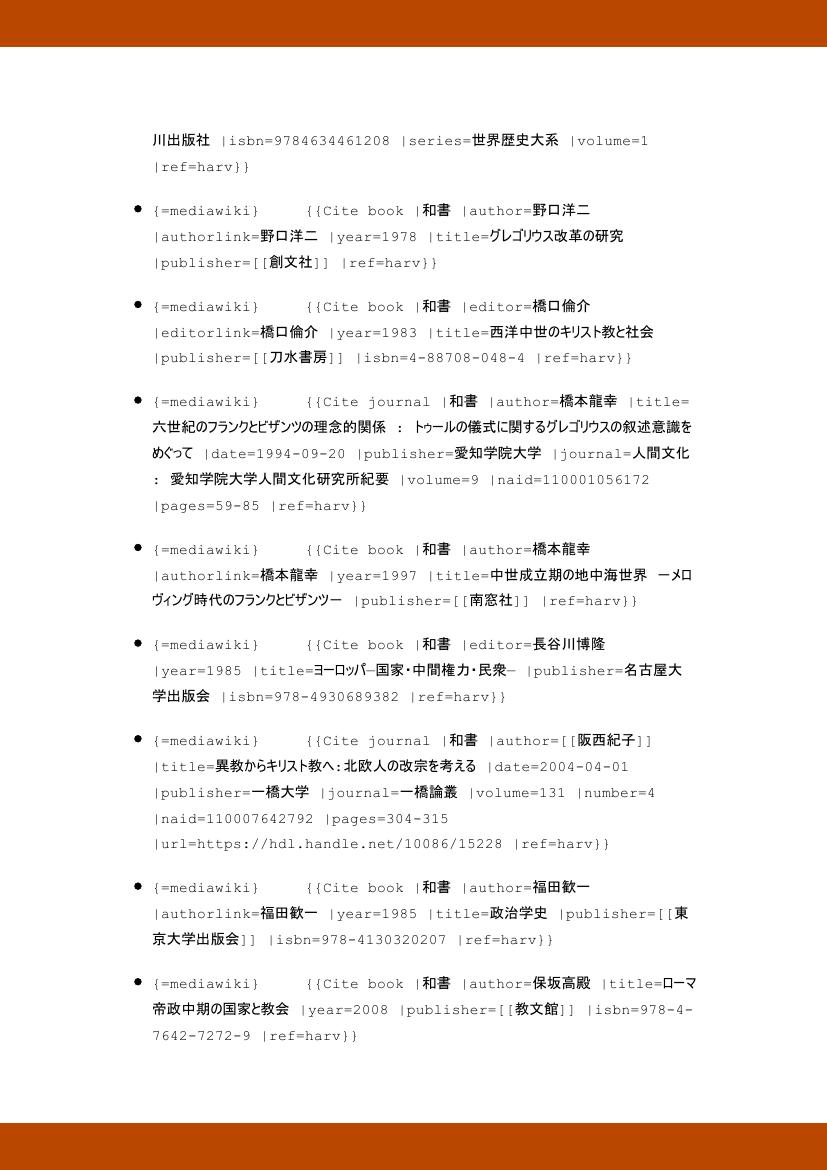 川出版社 |isbn=9784634461208 |series=世界歴史大系 |volume=1
|ref=harv}}
● {=mediawiki} {{Cite book |和書 |author=野口洋二
|authorlink=野口洋二 |year=1978 |title=グレゴリウス改革の研究
|publisher=[[創文社]] |ref=harv}}
● {=mediawiki} {{Cite book |和書 |editor=橋口倫介
|editorlink=橋口倫介 |year=1983 |title=西洋中世のキリスト教と社会
|publisher=[[刀水書房]] |isbn=4-88708-048-4 |ref=harv}}
● {=mediawiki} {{Cite journal |和書 |author=橋本龍幸 |title=
六世紀のフランクとビザンツの理念的関係 : トゥールの儀式に関するグレゴリウスの叙述意識を
めぐって |date=1994-09-20 |publisher=愛知学院大学 |journal=人間文化
: 愛知学院大学人間文化研究所紀要 |volume=9 |naid=110001056172
|pages=59-85 |ref=harv}}
● {=mediawiki} {{Cite book |和書 |author=橋本龍幸
|authorlink=橋本龍幸 |year=1997 |title=中世成立期の地中海世界 ーメロ
ヴィング時代のフランクとビザンツー |publisher=[[南窓社]] |ref=harv}}
● {=mediawiki} {{Cite book |和書 |editor=長谷川博隆
|year=1985 |title=ヨーロッパ―国家・中間権力・民衆― |publisher=名古屋大
学出版会 |isbn=978-4930689382 |ref=harv}}
● {=mediawiki} {{Cite journal |和書 |author=[[阪西紀子]]
|title=異教からキリスト教へ:北欧人の改宗を考える |date=2004-04-01
|publisher=一橋大学 |journal=一橋論叢 |volume=131 |number=4
|naid=110007642792 |pages=304-315
|url=https://hdl.handle.net/10086/15228 |ref=harv}}
● {=mediawiki} {{Cite book |和書 |author=福田歓一
|authorlink=福田歓一 |year=1985 |title=政治学史 |publisher=[[東
京大学出版会]] |isbn=978-4130320207 |ref=harv}}
● {=mediawiki} {{Cite book |和書 |author=保坂高殿 |title=ローマ
帝政中期の国家と教会 |year=2008 |publisher=[[教文館]] |isbn=978-4-
7642-7272-9 |ref=harv}}